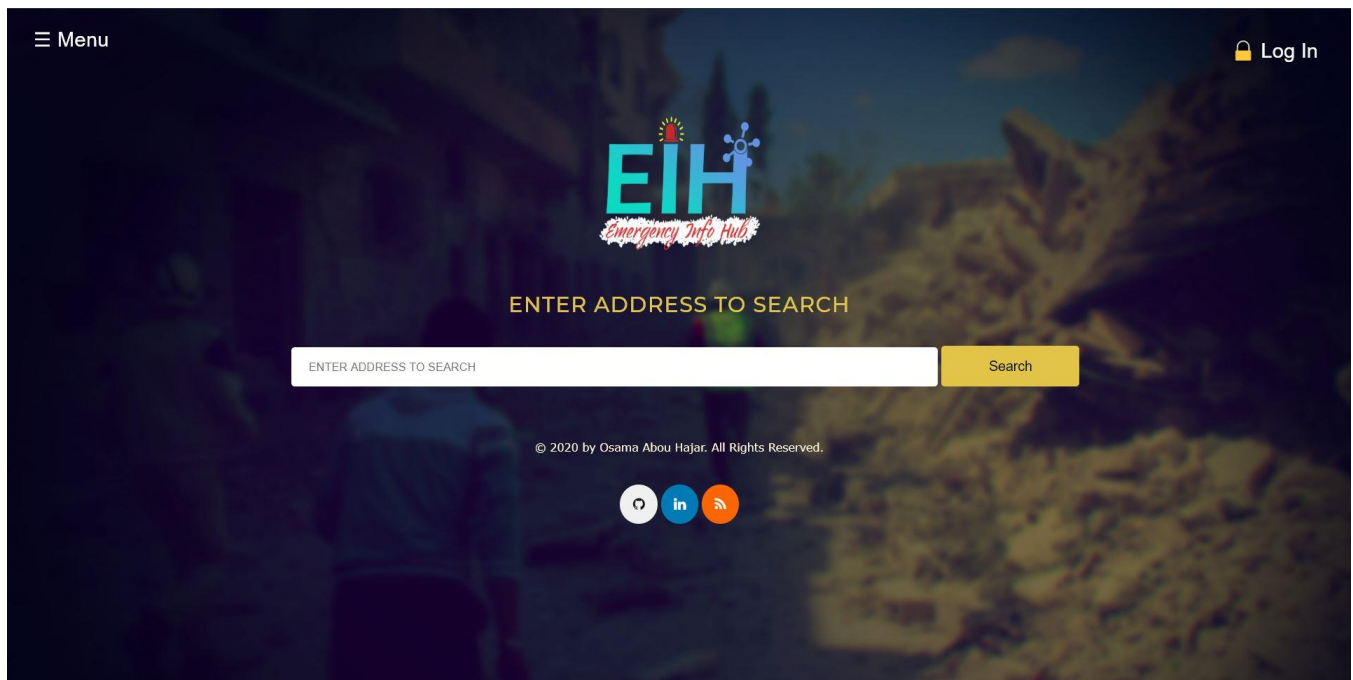 ☰ Menu
Log In
EIH
Emergency Info Hub
ENTER ADDRESS TO SEARCH
ENTER ADDRESS TO SEARCH
Search
© 2020 by Osama Abou Hajar. All Rights Reserved.
in